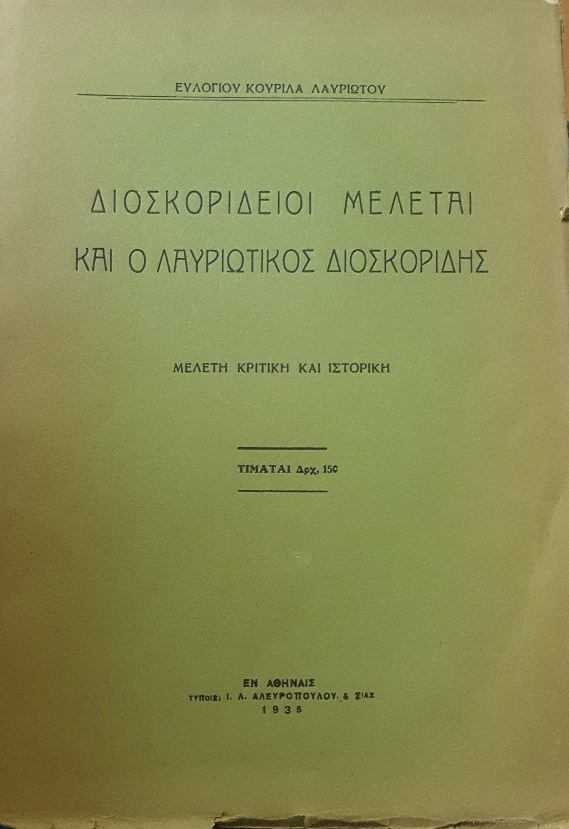 ΕΥΛΟΓΙΟΥ ΚΟΥΡΙΛΑ ΛΑΥΡΙΩΤΟΥ
ΔΙΟΣΚΟΡΙΔΕΙΟΙ ΜΕΛΕΤΑΙ
ΚΑΙ Ο ΛΑΥΡΙΩΤΙΚΟΣ ΔΙΟΣΚΟΡΙΔΗΣ
ΜΕΛΕΤΗ ΚΡΙΤΙΚΗ ΚΑΙ ΙΣΤΟΡΙΚΗ
ΤΙΜΑΤΑΙ Δρχ, 150
ΕΝ ΑΘΗΝΑΙΣ
ΤΥΠΟΙΣ: Ι. Λ. ΑΛΕΥΡΟΠΟΥΛΟΥ. & ΣΙΑΣ
1935